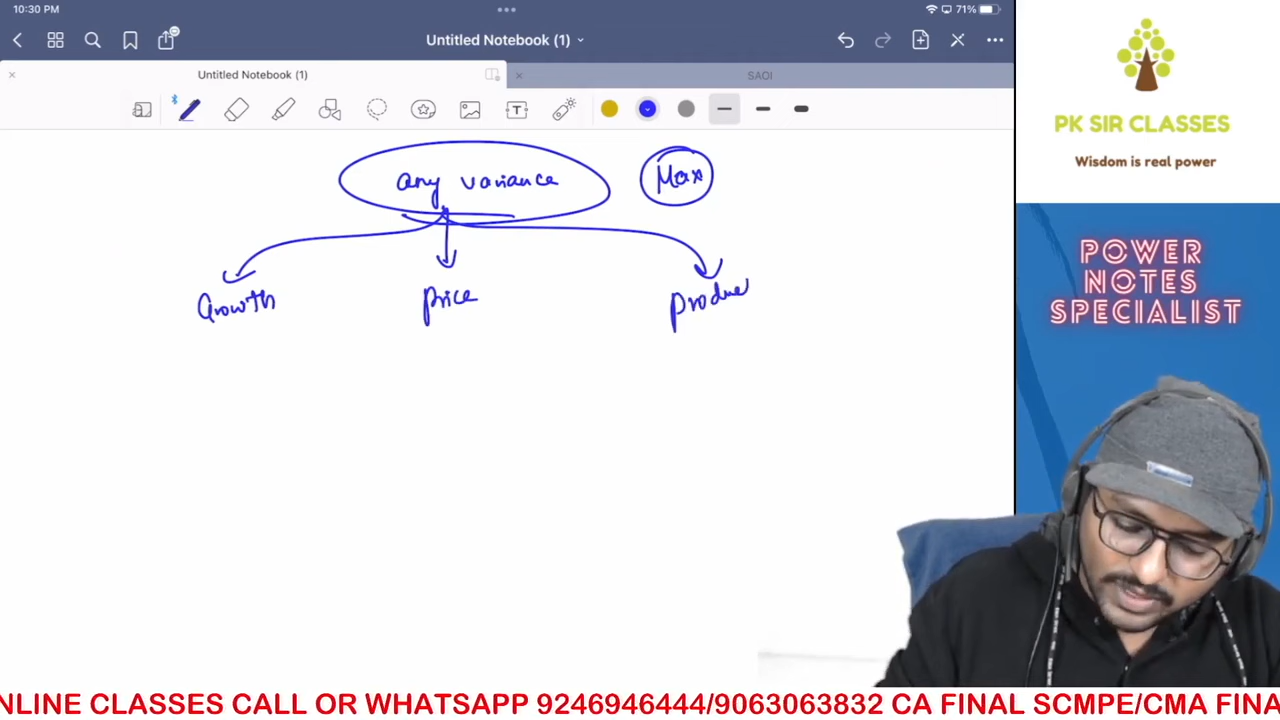 10:30 PM
71%
Untitled Notebook (1)
Untitled Notebook (1)
SAOI
T
any variance
Max
Growth
Price
Produc
PK SIR CLASSES
Wisdom is real power
POWER
NOTES
SPECIALIST
NLINE CLASSES CALL OR WHATSAPP 9246946444/9063063832 CA FINAL SCMPE/CMA FINA